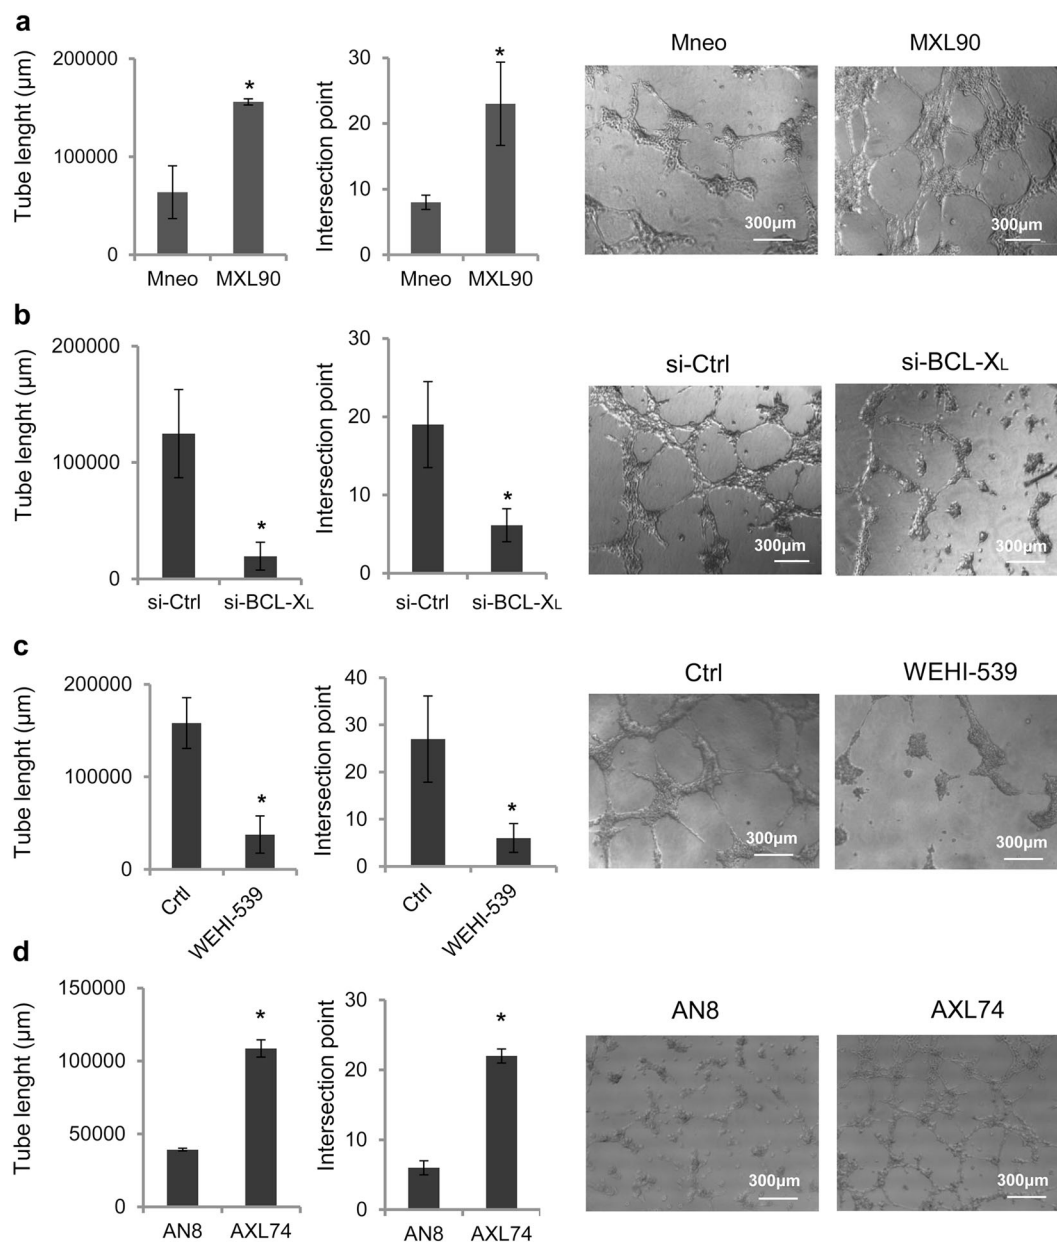 a
Tube lenght (µm)
200000
100000
0
Mneo MXL90
*
Intersection point
30
20
10
0
Mneo MXL90
*
Mneo
300µm
MXL90
300µm
b
Tube lenght (µm)
200000
100000
0
si-Ctrl si-BCL-XL
*
Intersection point
30
20
10
0
si-Ctrl si-BCL-XL
*
si-Ctrl
300µm
si-BCL-XL
300µm
c
Tube lenght (µm)
200000
100000
0
Crtl WEHI-539
*
Intersection point
40
30
20
10
0
Ctrl WEHI-539
*
Ctrl
300µm
WEHI-539
300µm
d
Tube lenght (µm)
150000
100000
50000
0
AN8 AXL74
*
Intersection point
30
20
10
0
AN8 AXL74
*
AN8
300µm
AXL74
300µm